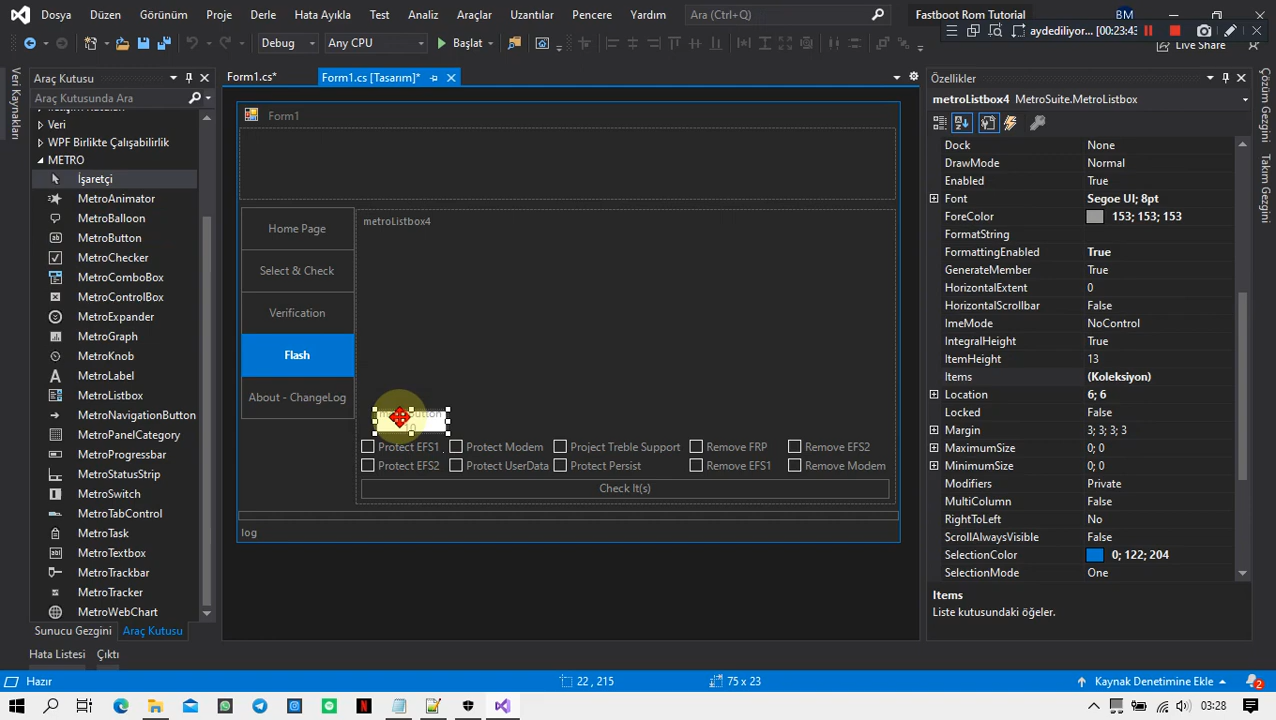 Dosya Düzen Görünüm Proje Derle Hata Ayıkla Test Analiz Araçlar Uzantılar Pencere Yardım Ara (Ctrl+Q) Fastboot Rom Tutorial BM
aydediliyor... [00:23:43
Debug Any CPU Başlat Live Share
Veri Kaynakları
Araç Kutusu
Araç Kutusunda Ara
Veri
WPF Birlikte Çalışabilirlik
METRO
İşaretçi
MetroAnimator
MetroBalloon
MetroButton
MetroChecker
MetroComboBox
MetroControlBox
MetroExpander
MetroGraph
MetroKnob
MetroLabel
MetroListbox
MetroNavigationButton
MetroPanelCategory
MetroProgressbar
MetroStatusStrip
MetroSwitch
MetroTabControl
MetroTask
MetroTextbox
MetroTrackbar
MetroTracker
MetroWebChart
Sunucu Gezgini Araç Kutusu
Hata Listesi Çıktı
Form1.cs* Form1.cs [Tasarım]*
Form1
Home Page
Select & Check
Verification
Flash
About - ChangeLog
metroListbox4
10
Protect EFS1 Protect Modem Project Treble Support Remove FRP Remove EFS2
Protect EFS2 Protect UserData Protect Persist Remove EFS1 Remove Modem
Check It(s)
log
Özellikler
metroListbox4 MetroSuite.MetroListbox
Dock None
DrawMode Normal
Enabled True
Font Segoe UI; 8pt
ForeColor 153; 153; 153
FormatString
FormattingEnabled True
GenerateMember True
HorizontalExtent 0
HorizontalScrollbar False
ImeMode NoControl
IntegralHeight True
ItemHeight 13
Items (Koleksiyon)
Location 6; 6
Locked False
Margin 3; 3; 3; 3
MaximumSize 0; 0
MinimumSize 0; 0
Modifiers Private
MultiColumn False
RightToLeft No
ScrollAlwaysVisible False
SelectionColor 0; 122; 204
SelectionMode One
Items
Liste kutusundaki öğeler.
Çözüm Gezgini
Takım Gezgini
Hazır 22 , 215 75 x 23 Kaynak Denetimine Ekle 2
03:28